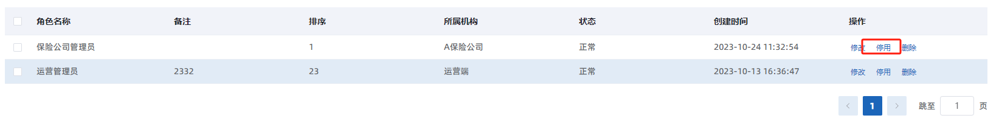 角色名称 备注 排序 所属机构 状态 创建时间 操作
保险公司管理员 1 A保险公司 正常 2023-10-24 11:32:54 修改 停用 删除
运营管理员 2332 23 运营端 正常 2023-10-13 16:36:47 修改 停用 删除
< 1 > 跳至 1 页